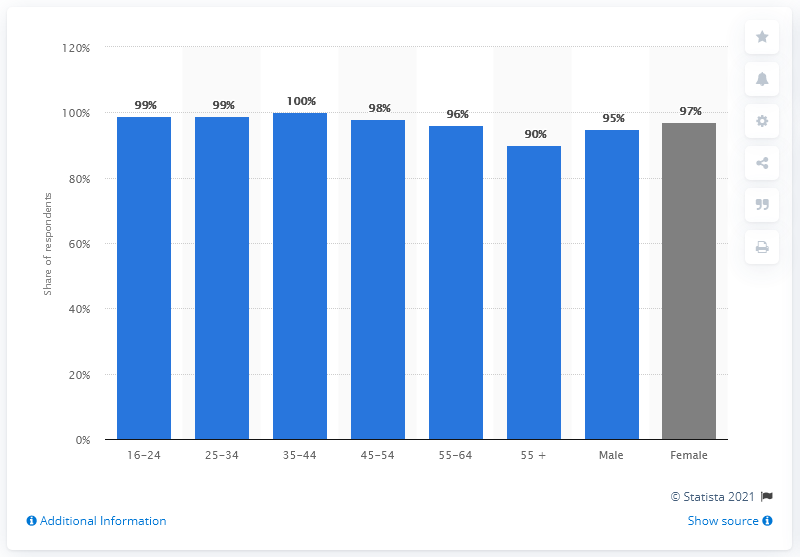 120%
100%
80%
60%
40%
20%
0%
Share of respondents
99% 99% 100% 98% 96% 90% 95% 97%
16-24 25-34 35-44 45-54 55-64 55 + Male Female
© Statista 2021
Additional Information
Show source